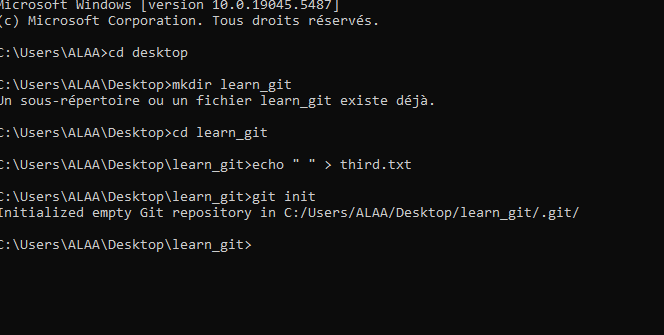 Microsoft Windows [version 10.0.19045.5487]
(c) Microsoft Corporation. Tous droits réservés.
C:\Users\ALAA>cd desktop
C:\Users\ALAA\Desktop>mkdir learn_git
Un sous-répertoire ou un fichier learn_git existe déjà.
C:\Users\ALAA\Desktop>cd learn_git
C:\Users\ALAA\Desktop\learn_git>echo " " > third.txt
C:\Users\ALAA\Desktop\learn_git>git init
Initialized empty Git repository in C:/Users/ALAA/Desktop/learn_git/.git/
C:\Users\ALAA\Desktop\learn_git>